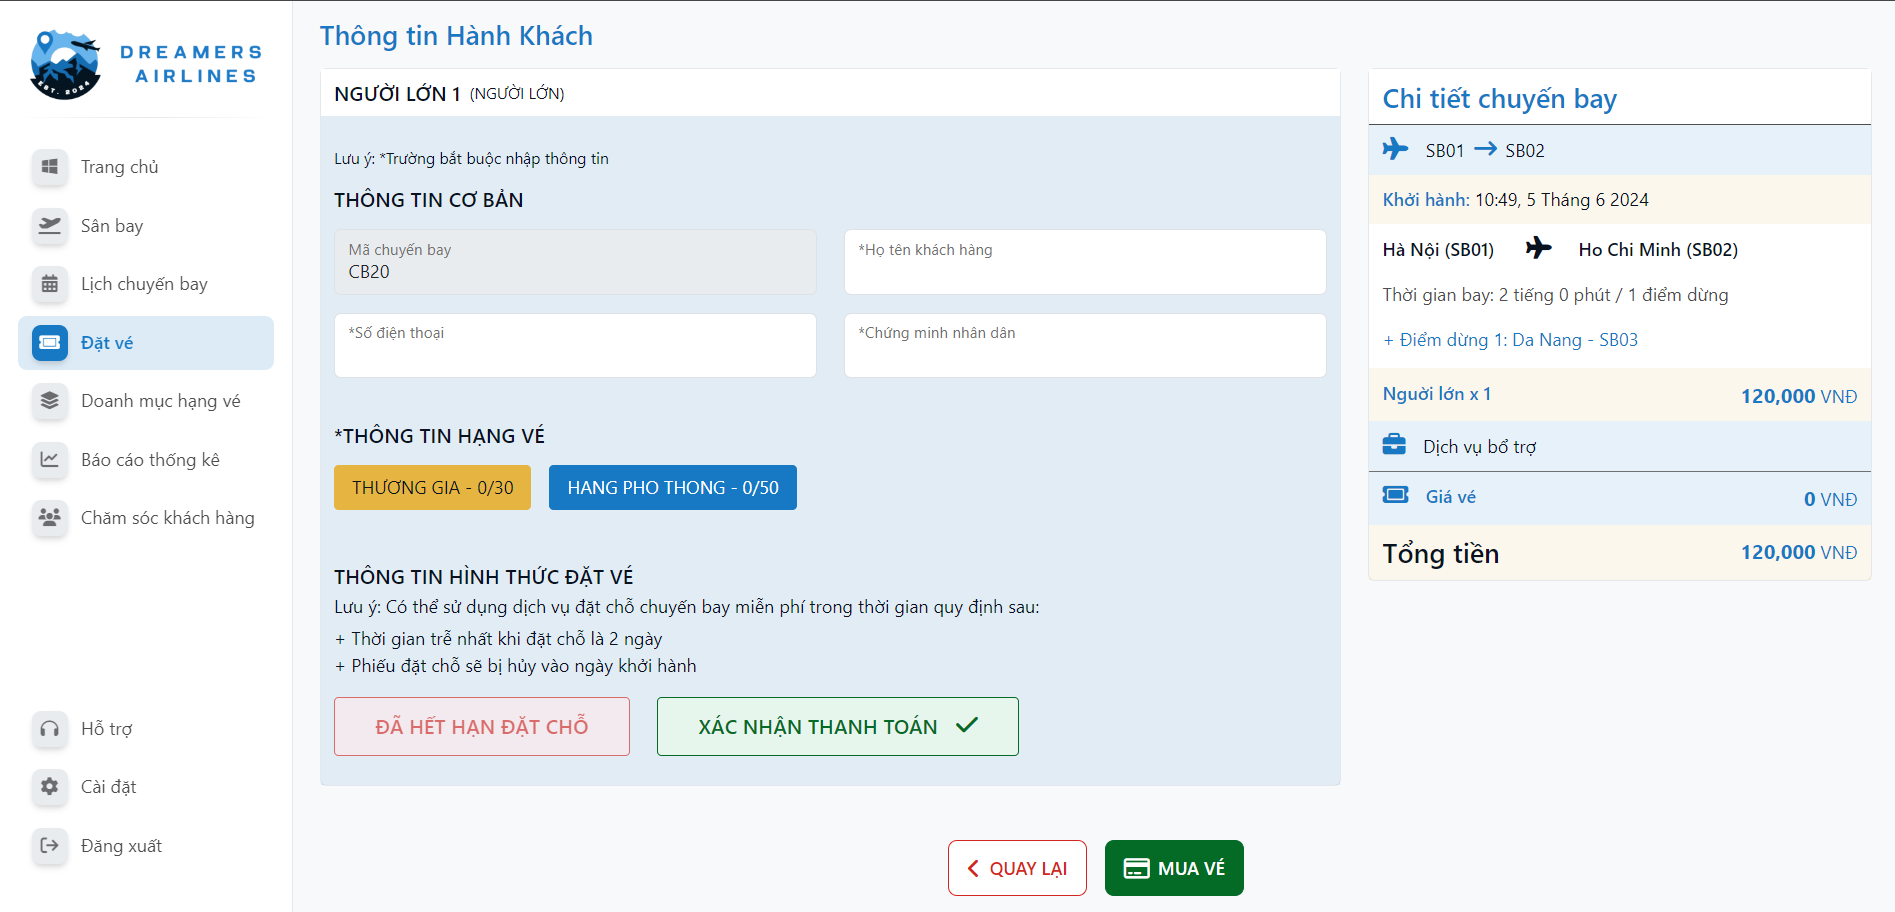 DREAMERS
AIRLINES
EST. 2024
Trang chủ
Sân bay
Lịch chuyến bay
Đặt vé
Doanh mục hạng vé
Báo cáo thống kê
Chăm sóc khách hàng
Hỗ trợ
Cài đặt
Đăng xuất
Thông tin Hành Khách
NGƯỜI LỚN 1 (NGƯỜI LỚN)
Lưu ý: *Trường bắt buộc nhập thông tin
THÔNG TIN CƠ BẢN
Mã chuyến bay
CB20
*Họ tên khách hàng
*Số điện thoại
*Chứng minh nhân dân
*THÔNG TIN HẠNG VÉ
THƯƠNG GIA - 0/30
HANG PHO THONG - 0/50
THÔNG TIN HÌNH THỨC ĐẶT VÉ
Lưu ý: Có thể sử dụng dịch vụ đặt chỗ chuyến bay miễn phí trong thời gian quy định sau:
+ Thời gian trễ nhất khi đặt chỗ là 2 ngày
+ Phiếu đặt chỗ sẽ bị hủy vào ngày khởi hành
ĐÃ HẾT HẠN ĐẶT CHỖ
XÁC NHẬN THANH TOÁN
QUAY LẠI
MUA VÉ
Chi tiết chuyến bay
SB01 → SB02
Khởi hành: 10:49, 5 Tháng 6 2024
Hà Nội (SB01) Ho Chi Minh (SB02)
Thời gian bay: 2 tiếng 0 phút / 1 điểm dừng
+ Điểm dừng 1: Da Nang - SB03
Người lớn x 1 120,000 VNĐ
Dịch vụ bổ trợ
Giá vé 0 VNĐ
Tổng tiền 120,000 VNĐ